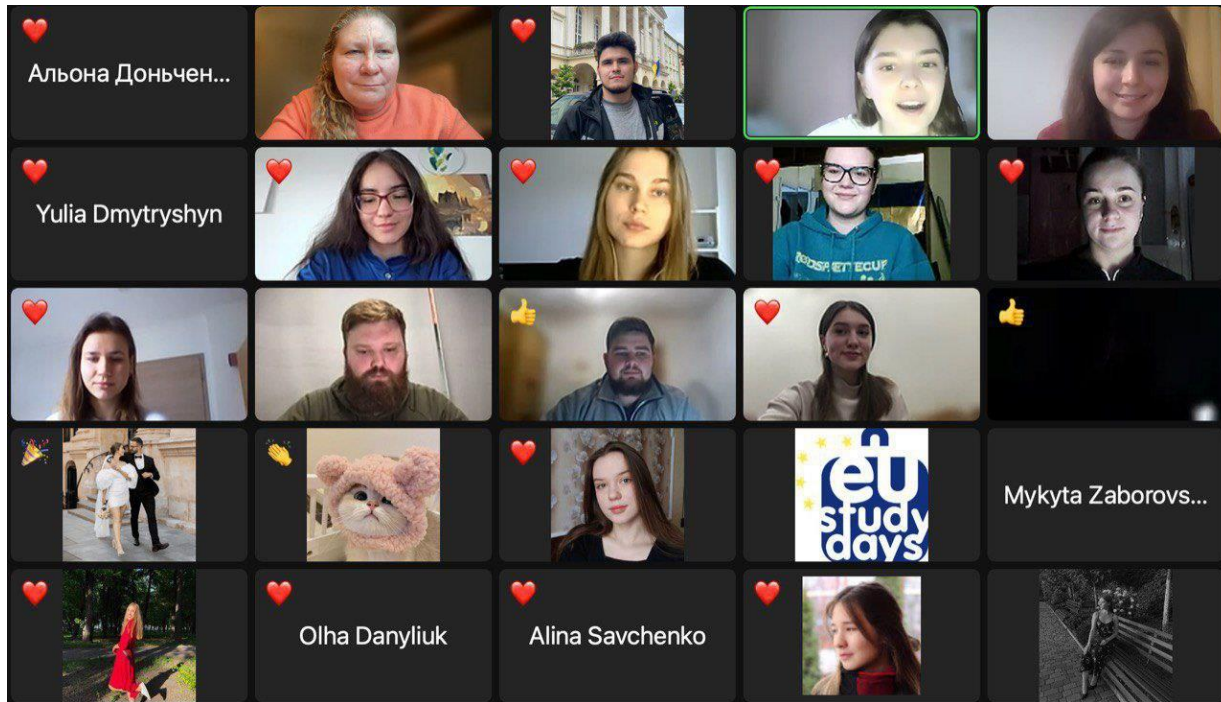 Альона Доньчен...
Yulia Dmytryshyn
eu
study
days
Mykyta Zaborovs...
Olha Danyliuk
Alina Savchenko